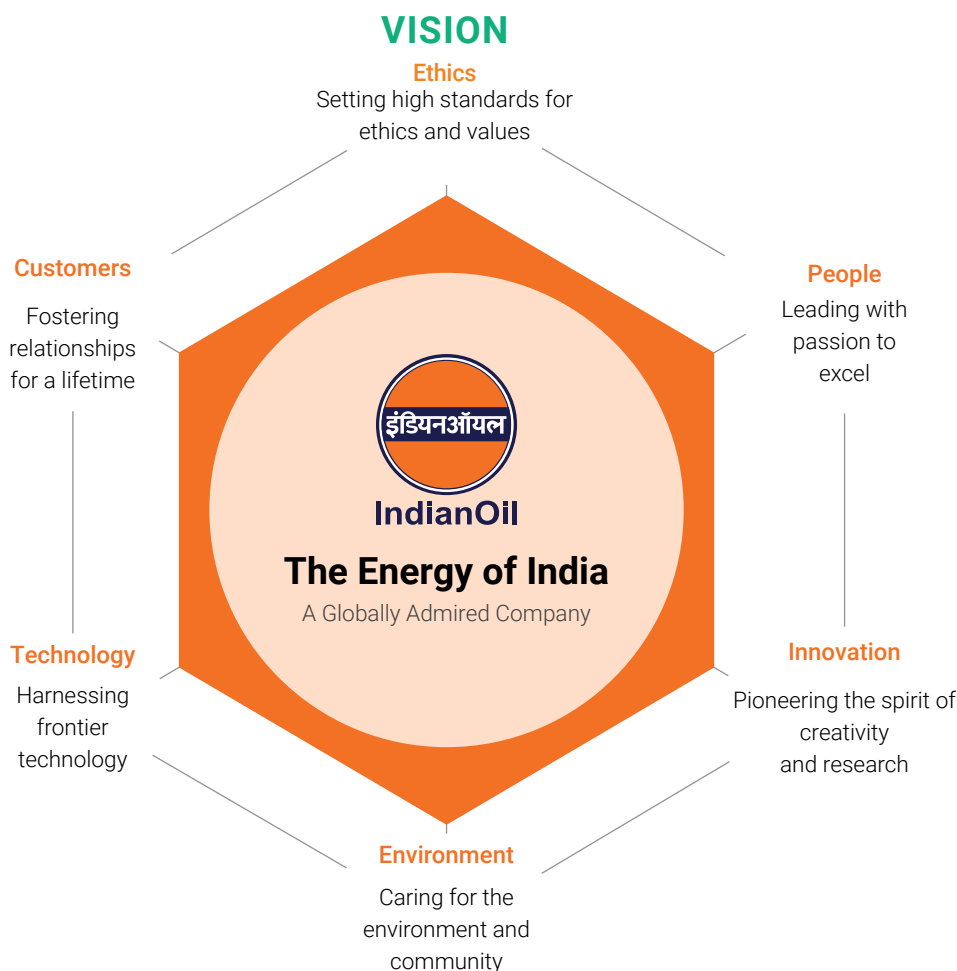 VISION
Ethics
Setting high standards for
ethics and values
Customers
Fostering
relationships
for a lifetime
People
Leading with
passion to
excel
इंडियनऑयल
IndianOil
The Energy of India
A Globally Admired Company
Technology
Harnessing
frontier
technology
Innovation
Pioneering the spirit of
creativity
and research
Environment
Caring for the
environment and
community